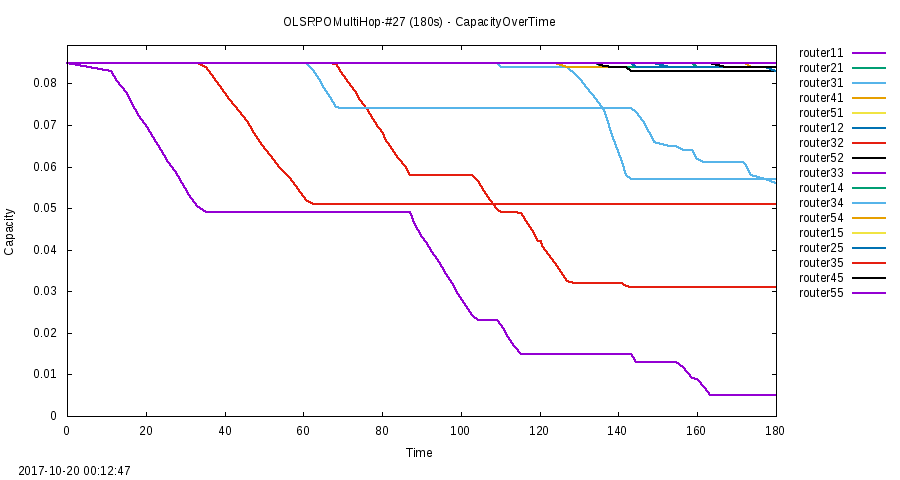 OLSRPOMultiHop-#27 (180s) - CapacityOverTime
router11
router21
router31
router41
router51
router12
router32
router52
router33
router14
router34
router54
router15
router25
router35
router45
router55
0.08
0.07
0.06
0.05
0.04
0.03
0.02
0.01
0
Capacity
0 20 40 60 80 100 120 140 160 180
Time
2017-10-20 00:12:47